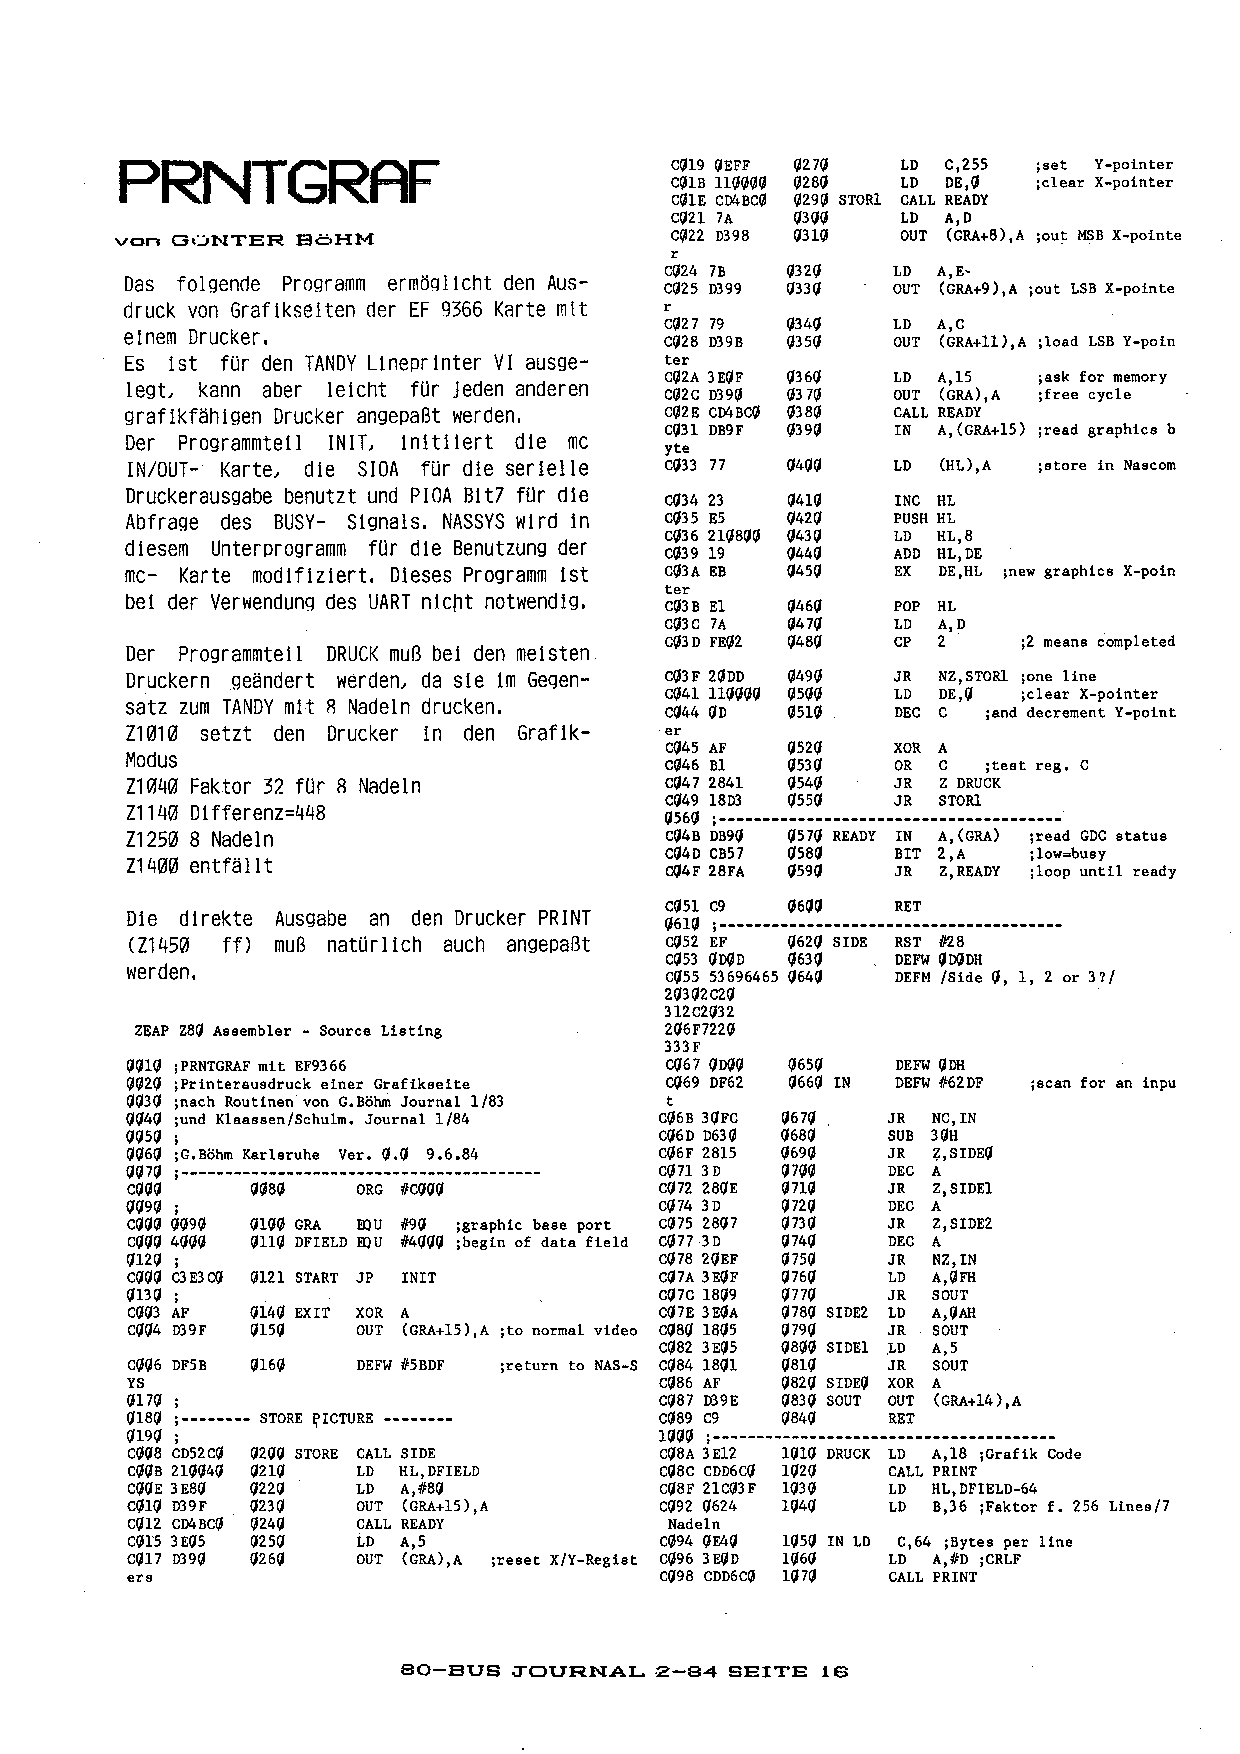 PRNTGRAF
von GÜNTER BÖHM
Das folgende Programm ermöglicht den Aus-
druck von Grafikseiten der EF 9366 Karte mit
einem Drucker.
Es ist für den TANDY Lineprinter VI ausge-
legt, kann aber leicht für jeden anderen
grafikfähigen Drucker angepaßt werden.
Der Programmteil INIT, initiiert die mc
IN/OUT- Karte, die SIOA für die serielle
Druckerausgabe benutzt und PIOA Bit7 für die
Abfrage des BUSY- Signals. NASSYS wird in
diesem Unterprogramm für die Benutzung der
mc- Karte modifiziert. Dieses Programm ist
bei der Verwendung des UART nicht notwendig.
Der Programmteil DRUCK muß bei den meisten
Druckern geändert werden, da sie im Gegen-
satz zum TANDY mit 8 Nadeln drucken.
Z1010 setzt den Drucker in den Grafik-
Modus
Z1040 Faktor 32 für 8 Nadeln
Z1140 Differenz=448
Z1250 8 Nadeln
Z1400 entfällt
Die direkte Ausgabe an den Drucker PRINT
(Z1450 ff) muß natürlich auch angepaßt
werden.
ZEAP Z80 Assembler - Source Listing
0010 ;PRNTGRAF mit EF9366
0020 ;Printerausdruck einer Grafikseite
0030 ;nach Routinen von G.Böhm Journal 1/83
0040 ;und Klaassen/Schulm. Journal 1/84
0050 ;
0060 ;G.Böhm Karlsruhe Ver. 0.0 9.6.84
0070 ;-----------------------------------------
C000 0080 ORG #C000
0090 ;
C000 0090 0100 GRA EQU #90 ;graphic base port
C000 4000 0110 DFIELD EQU #4000 ;begin of data field
0120 ;
C000 C3E3C0 0121 START JP INIT
0130 ;
C003 AF 0140 EXIT XOR A
C004 D39F 0150 OUT (GRA+15),A ;to normal video
C006 DF5B 0160 DEFW #5BDF ;return to NAS-S
YS
0170 ;
0180 ;-------- STORE PICTURE --------
0190 ;
C008 CD52C0 0200 STORE CALL SIDE
C00B 210040 0210 LD HL,DFIELD
C00E 3E80 0220 LD A,#80
C010 D39F 0230 OUT (GRA+15),A
C012 CD4BC0 0240 CALL READY
C015 3E05 0250 LD A,5
C017 D390 0260 OUT (GRA),A ;reset X/Y-Regist
ers
C019 0EFF 0270 LD C,255 ;set Y-pointer
C01B 110000 0280 LD DE,0 ;clear X-pointer
C01E CD4BC0 0290 STOR1 CALL READY
C021 7A 0300 LD A,D
C022 D398 0310 OUT (GRA+8),A ;out MSB X-pointe
r
C024 7B 0320 LD A,E
C025 D399 0330 OUT (GRA+9),A ;out LSB X-pointe
r
C027 79 0340 LD A,C
C028 D39B 0350 OUT (GRA+11),A ;load LSB Y-poin
ter
C02A 3E0F 0360 LD A,15 ;ask for memory
C02C D390 0370 OUT (GRA),A ;free cycle
C02E CD4BC0 0380 CALL READY
C031 DB9F 0390 IN A,(GRA+15) ;read graphics b
yte
C033 77 0400 LD (HL),A ;store in Nascom
C034 23 0410 INC HL
C035 E5 0420 PUSH HL
C036 210800 0430 LD HL,8
C039 19 0440 ADD HL,DE
C03A EB 0450 EX DE,HL ;new graphics X-poin
ter
C03B E1 0460 POP HL
C03C 7A 0470 LD A,D
C03D FE02 0480 CP 2 ;2 means completed
C03F 20DD 0490 JR NZ,STOR1 ;one line
C041 110000 0500 LD DE,0 ;clear X-pointer
C044 0D 0510 DEC C ;and decrement Y-point
er
C045 AF 0520 XOR A
C046 B1 0530 OR C ;test reg. C
C047 2841 0540 JR Z DRUCK
C049 18D3 0550 JR STOR1
0560 ;---------------------------------------
C04B DB90 0570 READY IN A,(GRA) ;read GDC status
C04D CB57 0580 BIT 2,A ;low=busy
C04F 28FA 0590 JR Z,READY ;loop until ready
C051 C9 0600 RET
0610 ;---------------------------------------
C052 EF 0620 SIDE RST #28
C053 0D0D 0630 DEFW 0D0DH
C055 53696465 0640 DEFM /Side 0, 1, 2 or 3?/
20302C20
312C2032
206F7220
333F
C067 0D00 0650 DEFW 0DH
C069 DF62 0660 IN DEFW #62DF ;scan for an inpu
t
C06B 30FC 0670 JR NC,IN
C06D D630 0680 SUB 30H
C06F 2815 0690 JR Z,SIDE0
C071 3D 0700 DEC A
C072 280E 0710 JR Z,SIDE1
C074 3D 0720 DEC A
C075 2807 0730 JR Z,SIDE2
C077 3D 0740 DEC A
C078 20EF 0750 JR NZ,IN
C07A 3E0F 0760 LD A,0FH
C07C 1809 0770 JR SOUT
C07E 3E0A 0780 SIDE2 LD A,0AH
C080 1805 0790 JR SOUT
C082 3E05 0800 SIDE1 LD A,5
C084 1801 0810 JR SOUT
C086 AF 0820 SIDE0 XOR A
C087 D39E 0830 SOUT OUT (GRA+14),A
C089 C9 0840 RET
1000 ;---------------------------------------
C08A 3E12 1010 DRUCK LD A,18 ;Grafik Code
C08C CDD6C0 1020 CALL PRINT
C08F 21C03F 1030 LD HL,DFIELD-64
C092 0624 1040 LD B,36 ;Faktor f. 256 Lines/7
Nadeln
C094 0E40 1050 IN LD C,64 ;Bytes per line
C096 3E0D 1060 LD A,#D ;CRLF
C098 CDD6C0 1070 CALL PRINT
80-BUS JOURNAL 2-84 SEITE 16